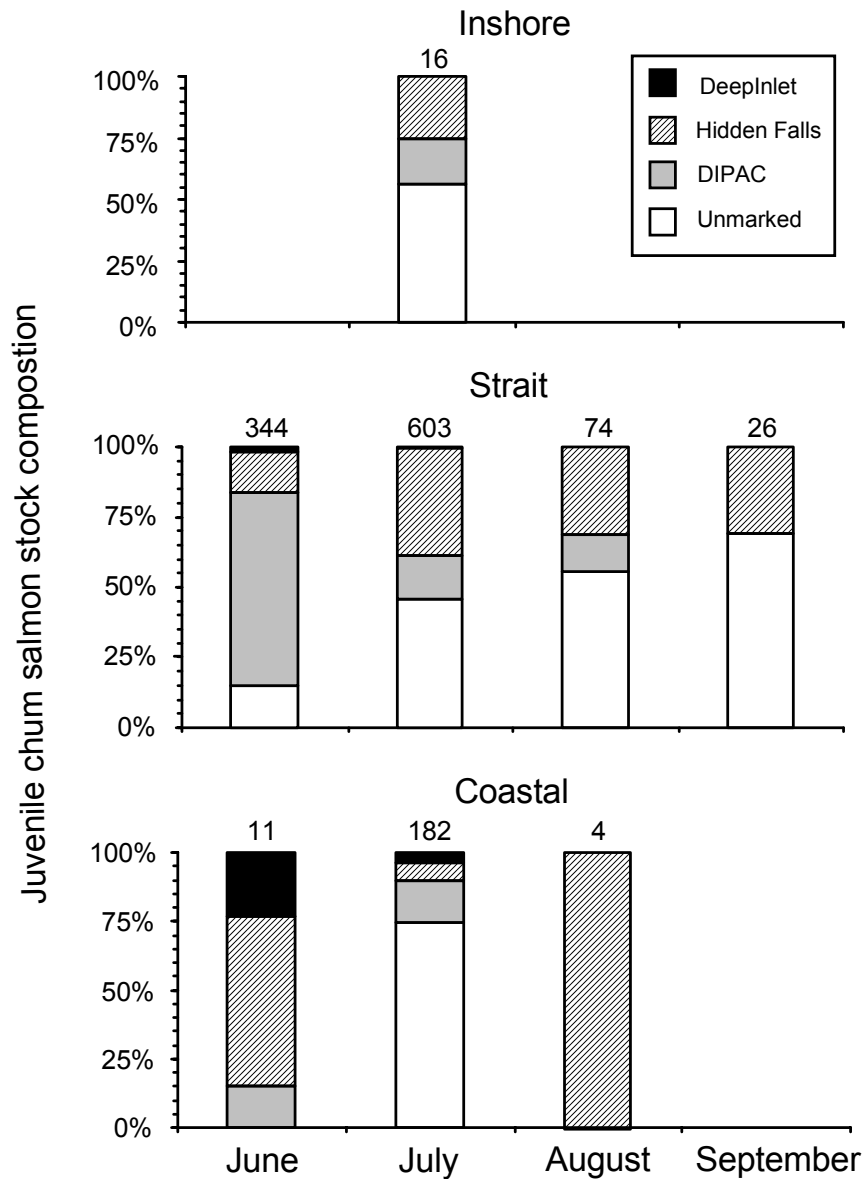 Inshore
16
100%
75%
50%
25%
0%
DeepInlet
Hidden Falls
DIPAC
Unmarked
Juvenile chum salmon stock compostion
Strait
344 603 74 26
100%
75%
50%
25%
0%
Coastal
11 182 4
100%
75%
50%
25%
0%
June July August September